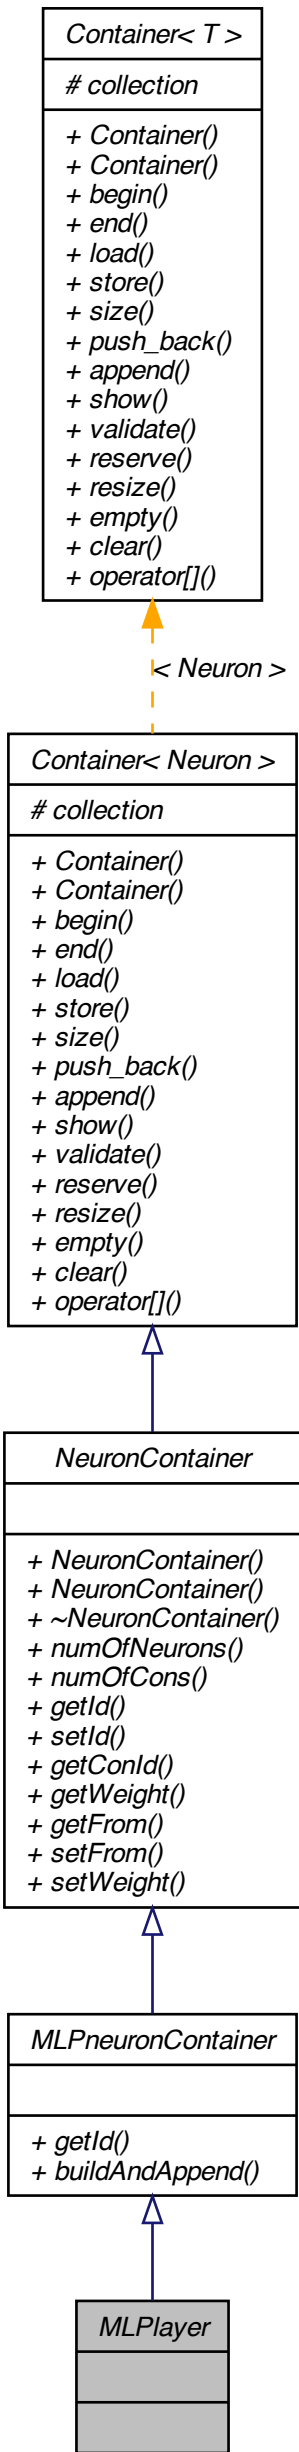 Container< T >
# collection
+ Container()
+ Container()
+ begin()
+ end()
+ load()
+ store()
+ size()
+ push_back()
+ append()
+ show()
+ validate()
+ reserve()
+ resize()
+ empty()
+ clear()
+ operator[]()
< Neuron >
Container< Neuron >
# collection
+ Container()
+ Container()
+ begin()
+ end()
+ load()
+ store()
+ size()
+ push_back()
+ append()
+ show()
+ validate()
+ reserve()
+ resize()
+ empty()
+ clear()
+ operator[]()
NeuronContainer
+ NeuronContainer()
+ NeuronContainer()
+ ~NeuronContainer()
+ numOfNeurons()
+ numOfCons()
+ getId()
+ setId()
+ getConId()
+ getWeight()
+ getFrom()
+ setFrom()
+ setWeight()
MLPneuronContainer
+ getId()
+ buildAndAppend()
MLPlayer